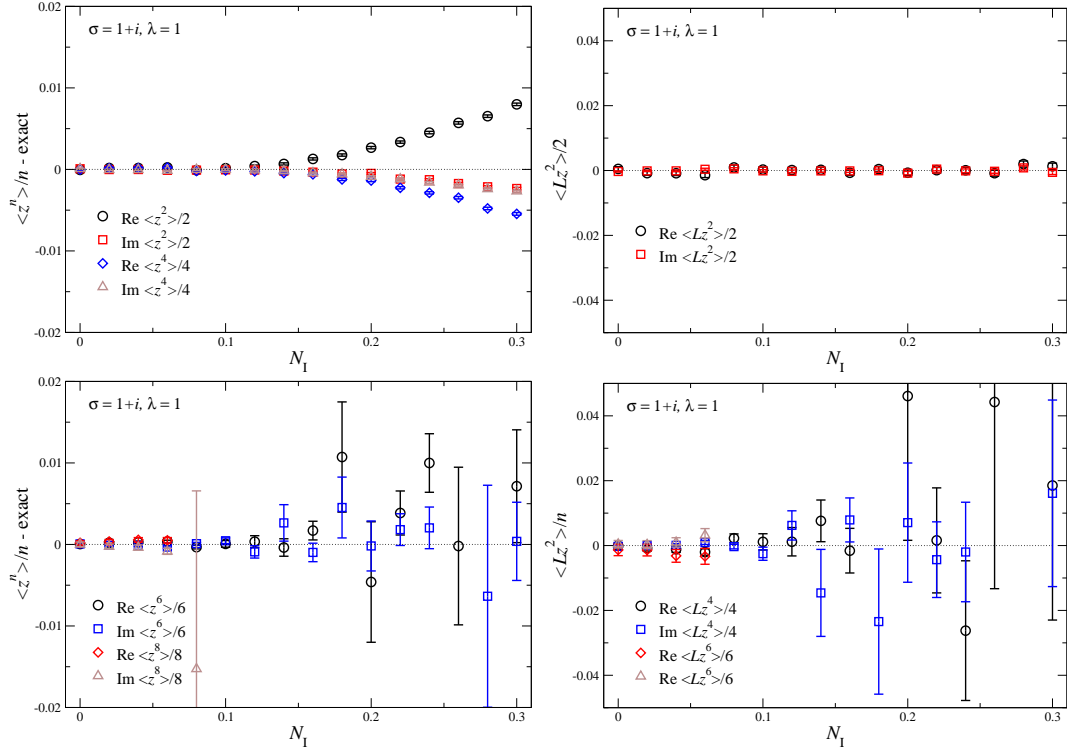 σ = 1+i, λ = 1
0.02
0.01
0
-0.01
-0.02
<z^n>/n - exact
Re <z^2>/2
Im <z^2>/2
Re <z^4>/4
Im <z^4>/4
0
0.1
0.2
0.3
N_I
σ = 1+i, λ = 1
0.04
0.02
0
-0.02
-0.04
<Lz^2>/2
Re <Lz^2>/2
Im <Lz^2>/2
0
0.1
0.2
0.3
N_I
σ = 1+i, λ = 1
0.02
0.01
0
-0.01
-0.02
<z^n>/n - exact
Re <z^6>/6
Im <z^6>/6
Re <z^8>/8
Im <z^8>/8
0
0.1
0.2
0.3
N_I
σ = 1+i, λ = 1
0.04
0.02
0
-0.02
-0.04
<Lz^2>/n
Re <Lz^4>/4
Im <Lz^4>/4
Re <Lz^6>/6
Re <Lz^6>/6
0
0.1
0.2
0.3
N_I